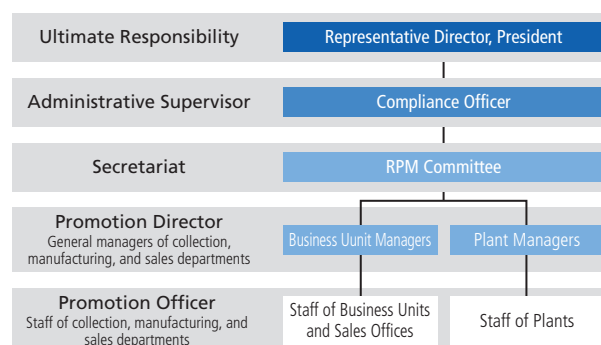 Ultimate Responsibility
Representative Director, President
Administrative Supervisor
Compliance Officer
Secretariat
RPM Committee
Promotion Director
General managers of collection,
manufacturing, and sales departments
Business Uunit Managers
Plant Managers
Promotion Officer
Staff of collection, manufacturing, and
sales departments
Staff of Business Units
and Sales Offices
Staff of Plants